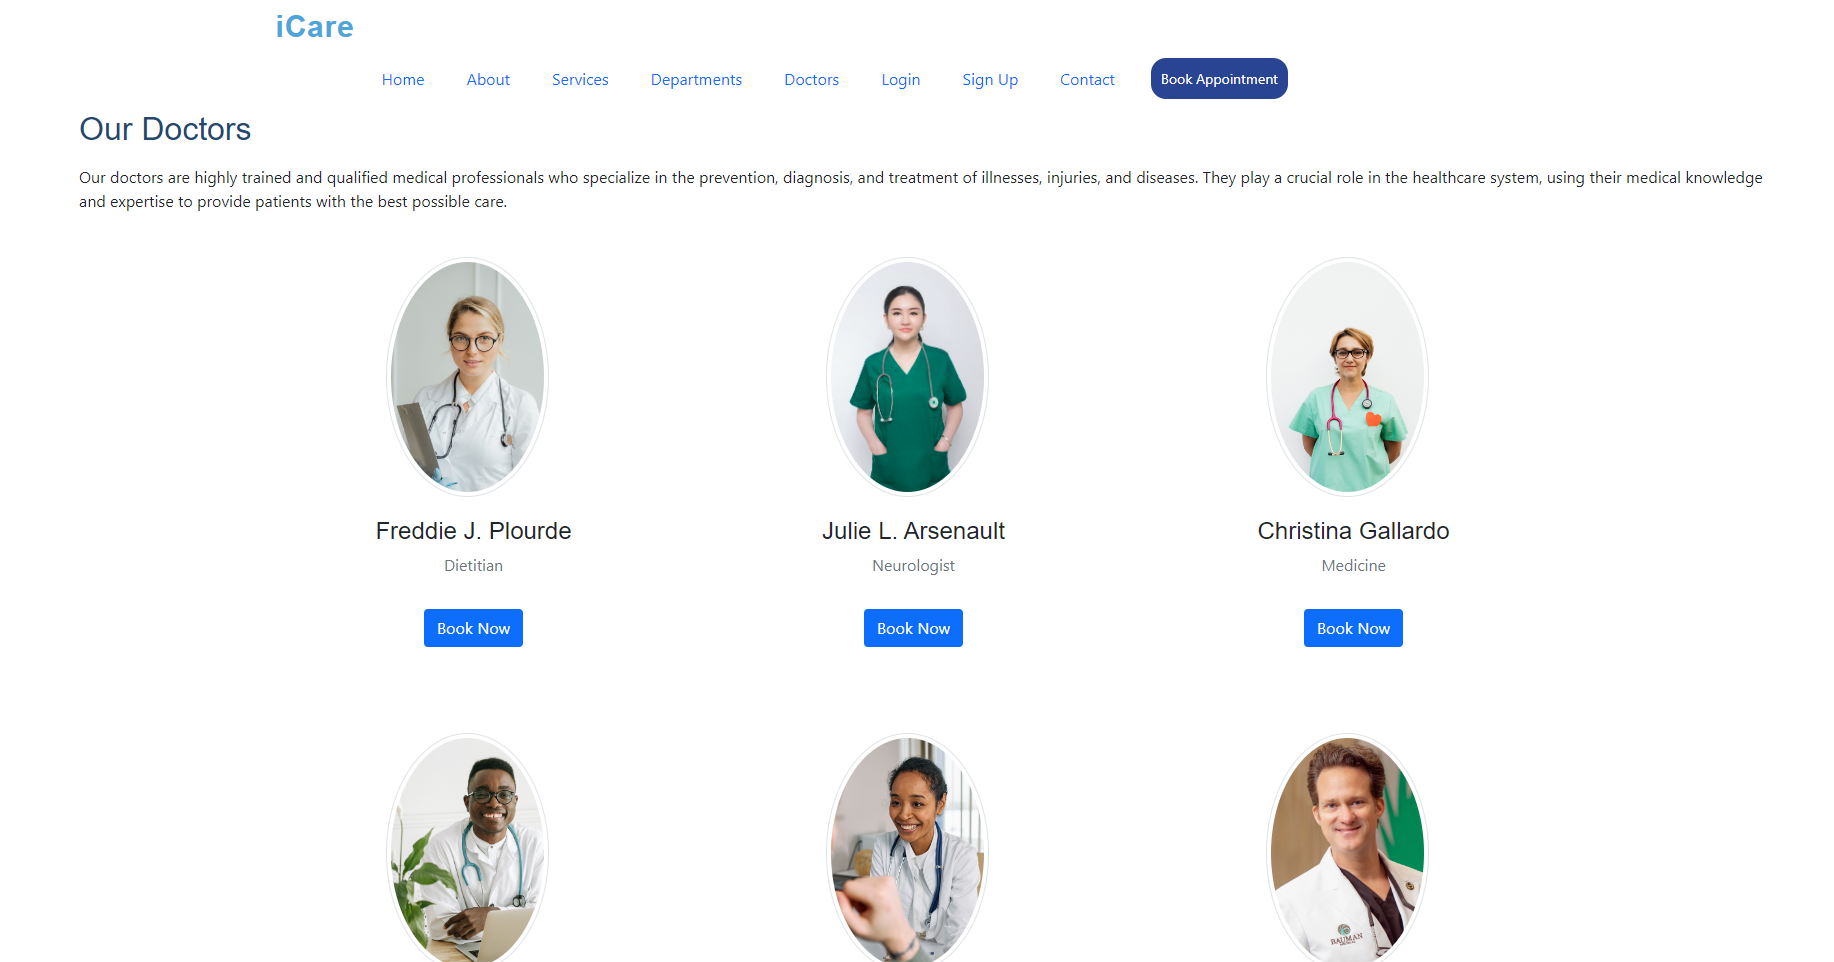 iCare
Home About Services Departments Doctors Login Sign Up Contact Book Appointment
Our Doctors
Our doctors are highly trained and qualified medical professionals who specialize in the prevention, diagnosis, and treatment of illnesses, injuries, and diseases. They play a crucial role in the healthcare system, using their medical knowledge
and expertise to provide patients with the best possible care.
Freddie J. Plourde Julie L. Arsenault Christina Gallardo
Dietitian Neurologist Medicine
Book Now Book Now Book Now
BAUMAN
MEDICAL